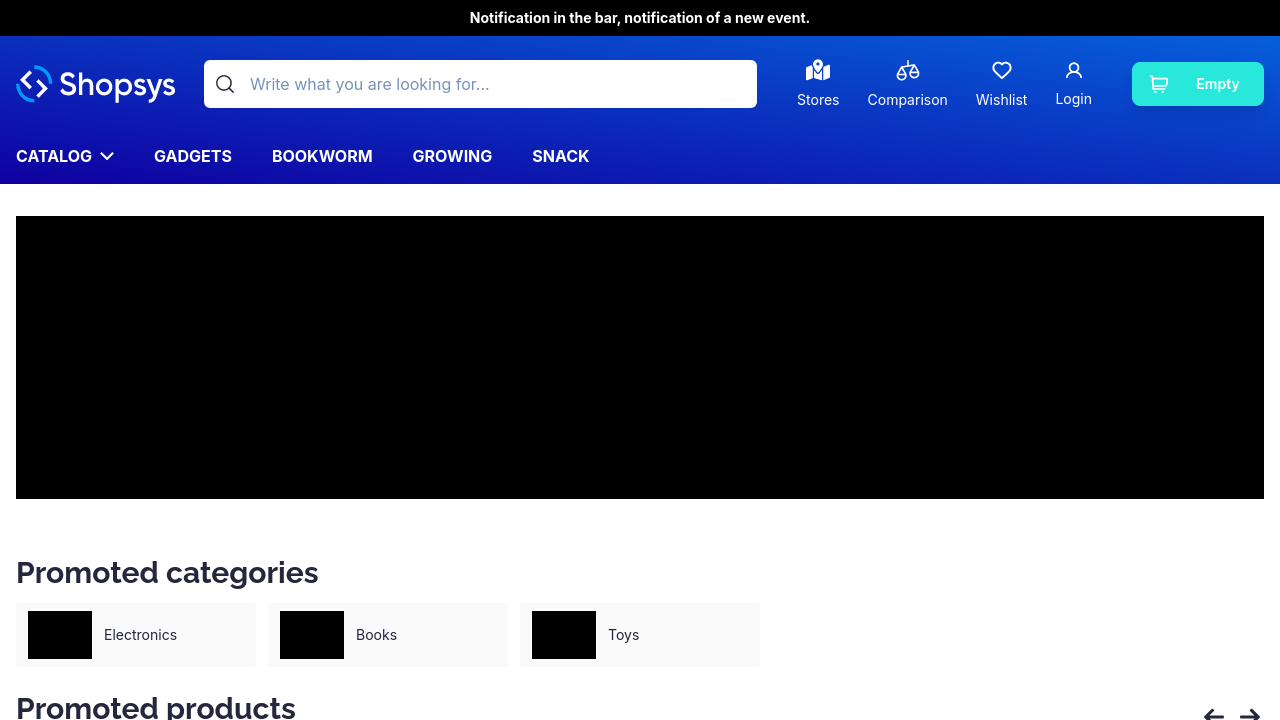 Notification in the bar, notification of a new event.
Shopsys
Write what you are looking for...
Stores
Comparison
Wishlist
Login
Empty
CATALOG
GADGETS
BOOKWORM
GROWING
SNACK
Promoted categories
Electronics
Books
Toys
Promoted products